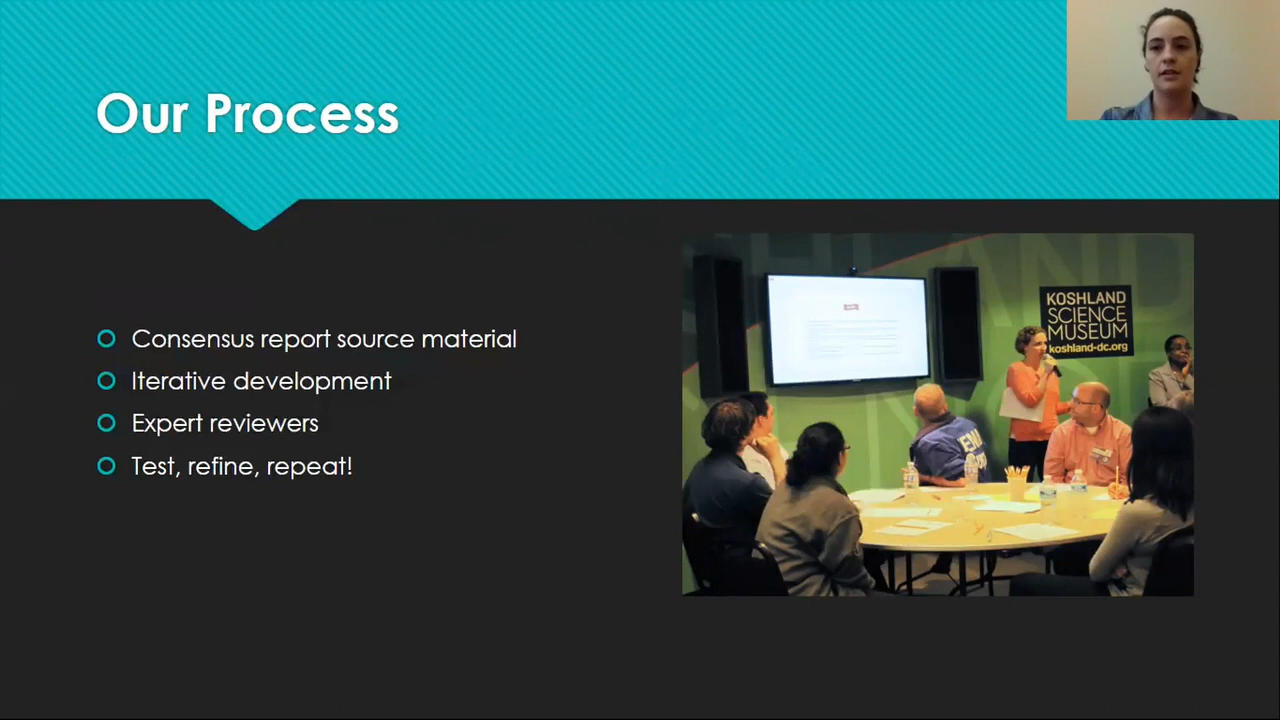 Our Process
Consensus report source material
Iterative development
Expert reviewers
Test, refine, repeat!
KOSHLAND
SCIENCE
MUSEUM
koshland-dc.org